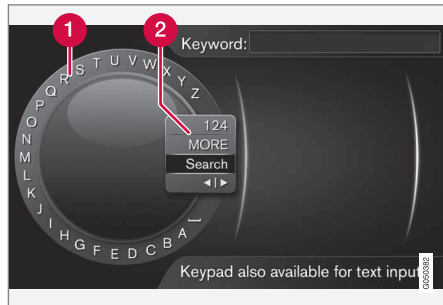 1
2
Keyword:
A B C D E F G H I J K L M N O P Q R S T U V W X Y Z
124
MORE
Search
◄|►
Keypad also available for text input
G050382